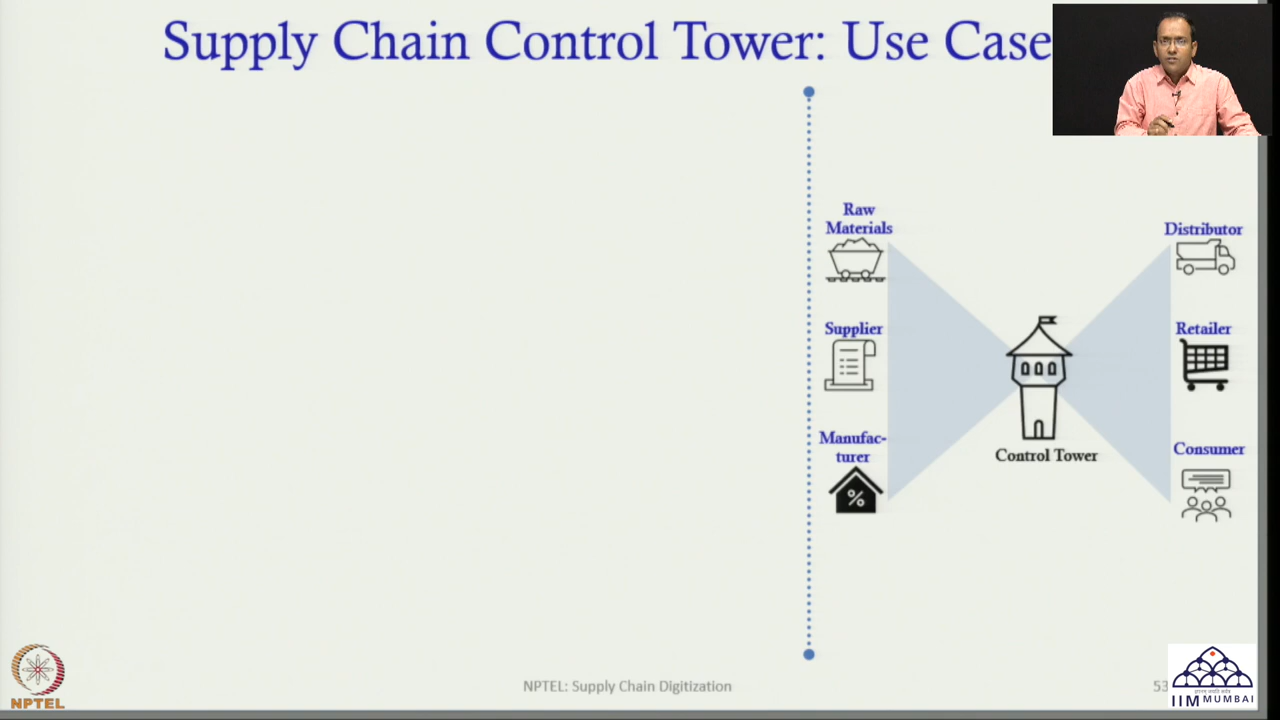 Supply Chain Control Tower: Use Case
Raw
Materials
Supplier
Manufac-
turer
%
Control Tower
Distributor
Retailer
Consumer
NPTEL
NPTEL: Supply Chain Digitization
53
IIM MUMBAI